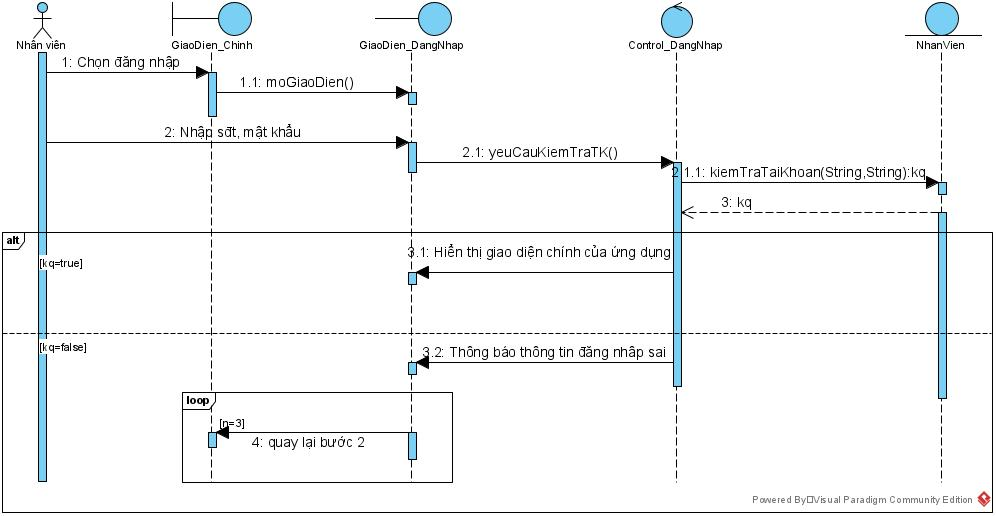 Nhân viên
GiaoDien_Chinh
GiaoDien_DangNhap
Control_DangNhap
NhanVien
1: Chọn đăng nhập
1.1: moGiaoDien()
2: Nhập sđt, mật khẩu
2.1: yeuCauKiemTraTK()
2.1.1: kiemTraTaiKhoan(String,String):kq
3: kq
alt
3.1: Hiển thị giao diện chính của ứng dụng
[kq=true]
[kq=false]
3.2: Thông báo thông tin đăng nhâp sai
loop
[n=3]
4: quay lại bước 2
Powered By Visual Paradigm Community Edition